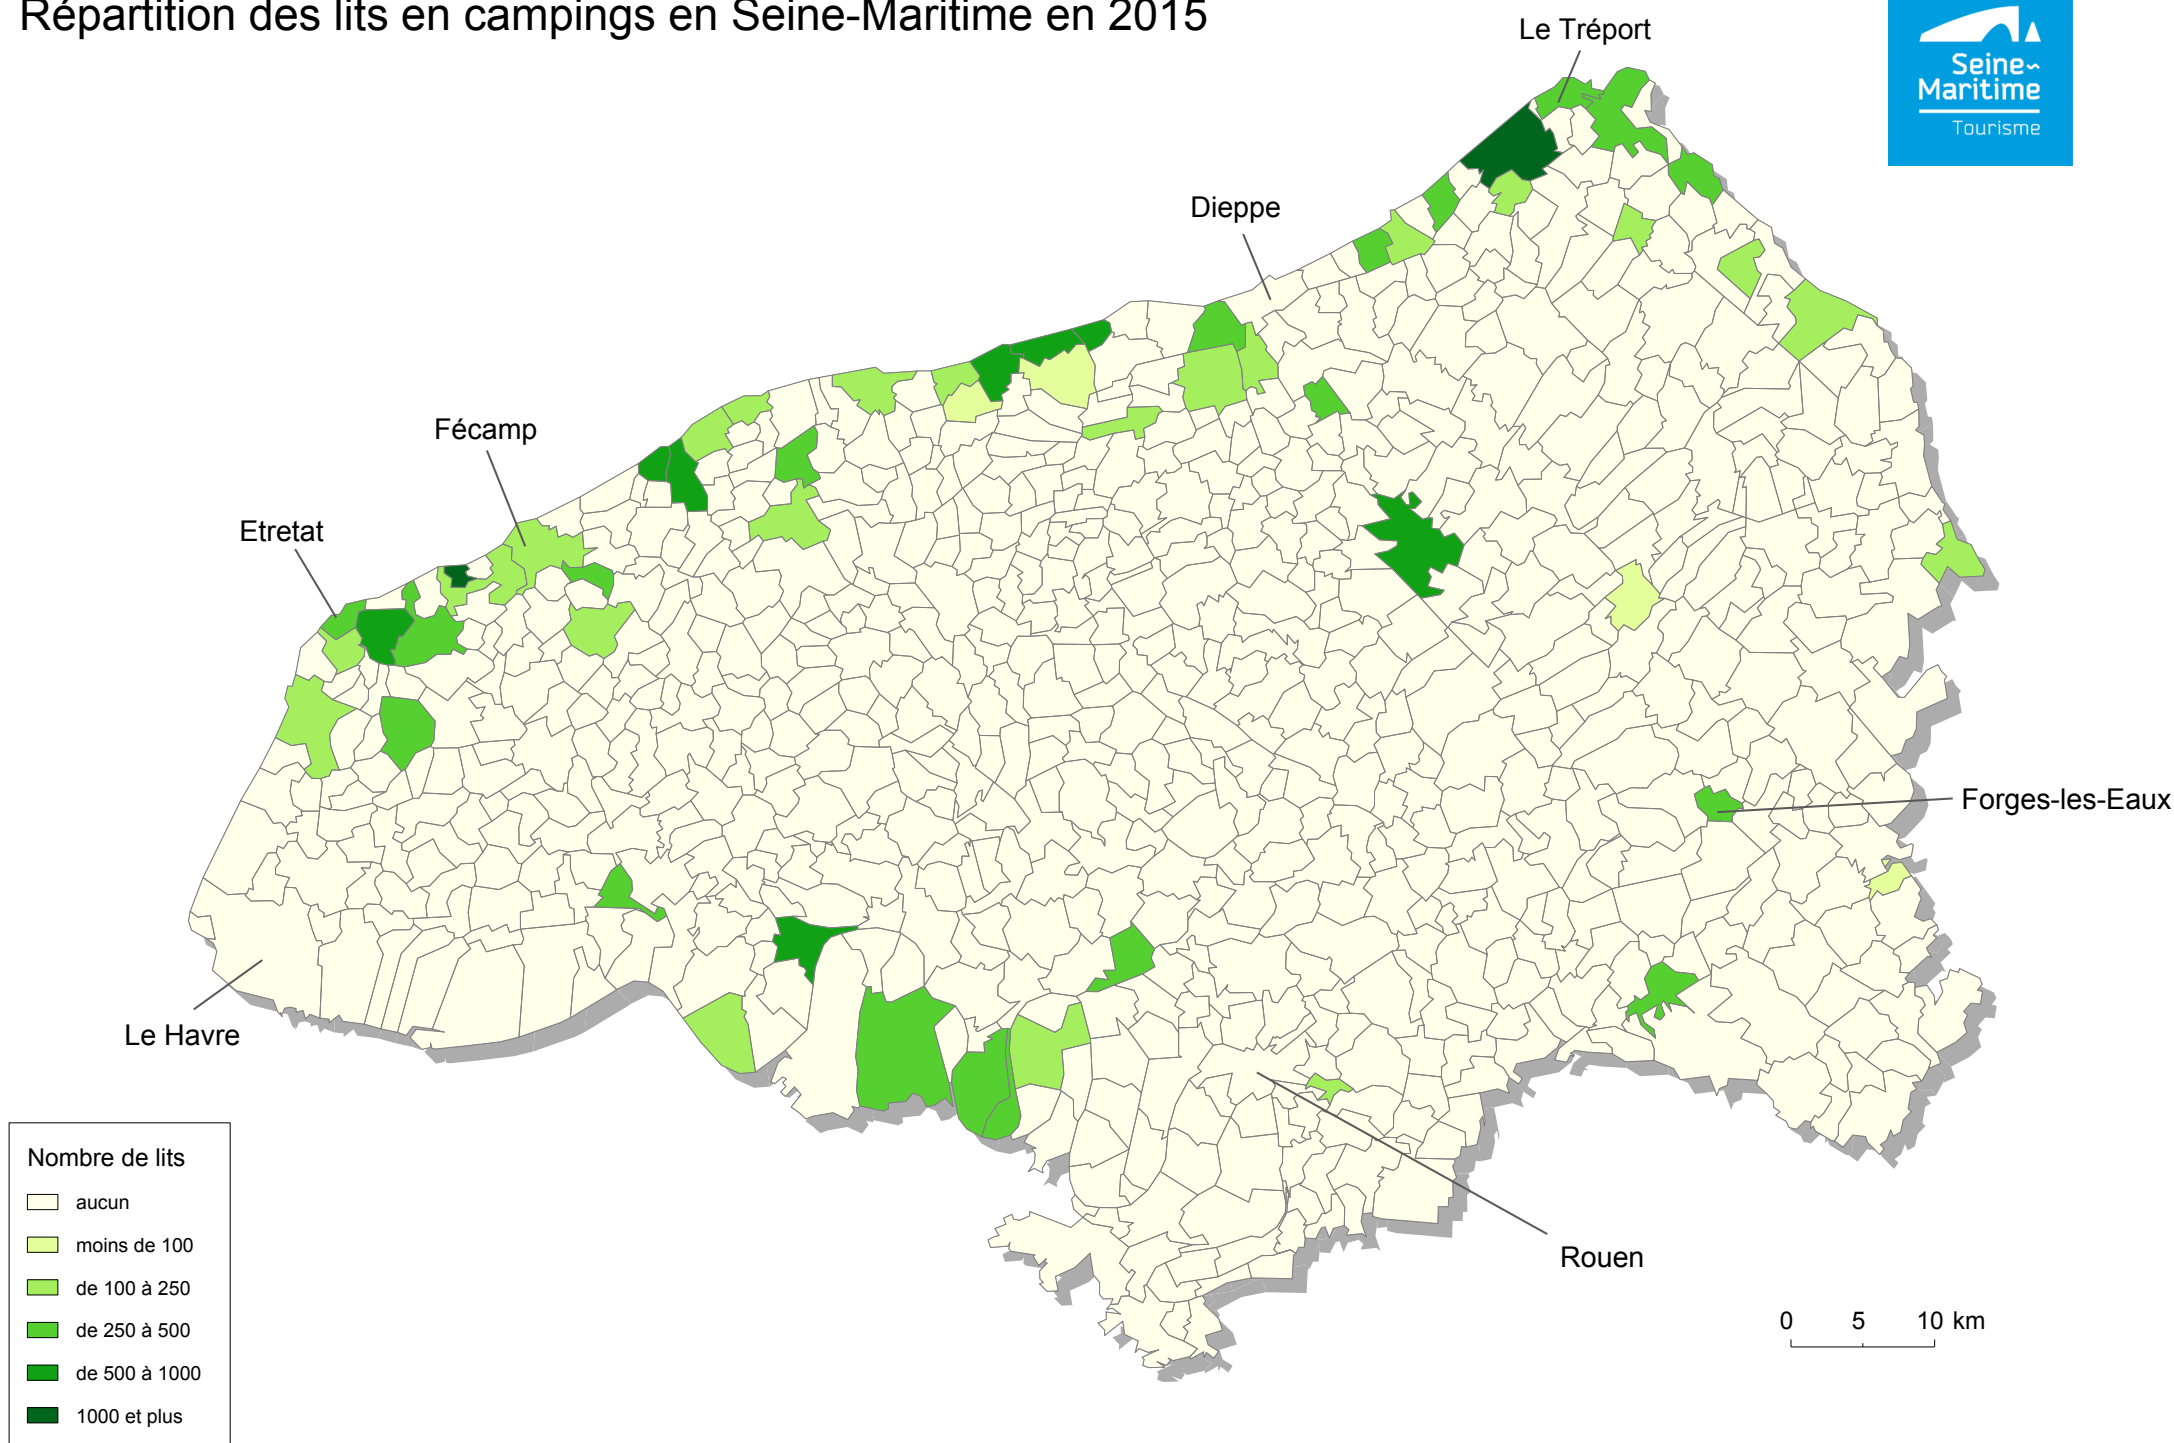 Répartition des lits en campings en Seine-Maritime en 2015
Le Tréport
Seine~
Maritime
Tourisme
Dieppe
Fécamp
Etretat
Forges-les-Eaux
Le Havre
Rouen
Nombre de lits
aucun
moins de 100
de 100 à 250
de 250 à 500
de 500 à 1000
1000 et plus
0 5 10 km